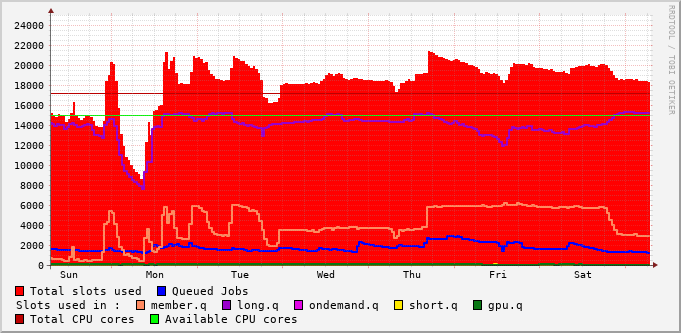 RRDTOOL / TOBI OETIKER
24000
22000
20000
18000
16000
14000
12000
10000
8000
6000
4000
2000
0
Sun Mon Tue Wed Thu Fri Sat
Total slots used Queued Jobs
Slots used in : member.q long.q ondemand.q short.q gpu.q
Total CPU cores Available CPU cores